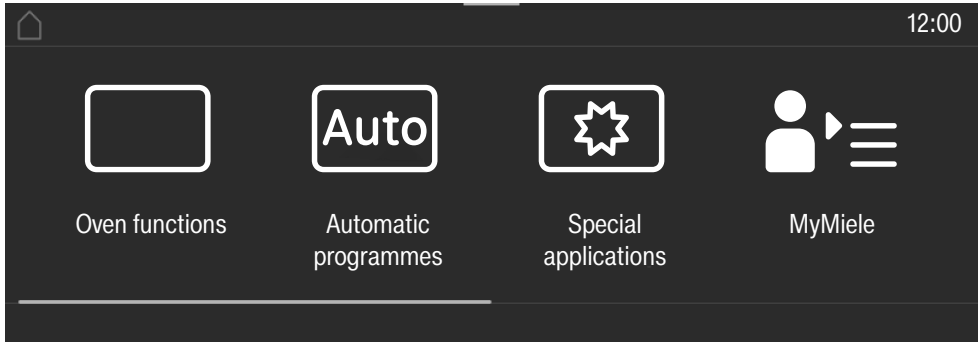 12:00
Auto
Oven functions
Automatic
programmes
Special
applications
MyMiele